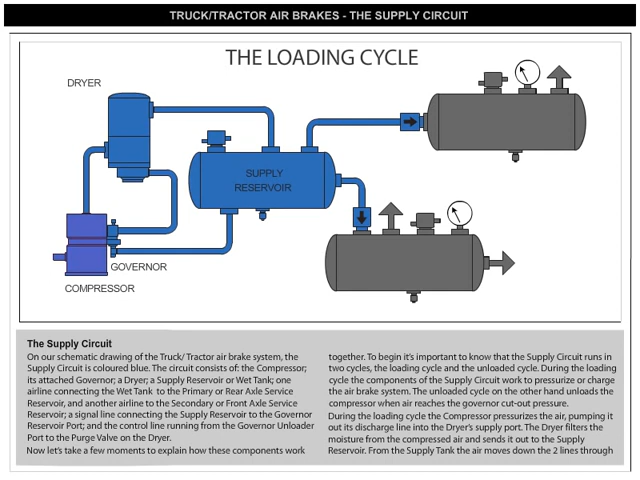 TRUCK/TRACTOR AIR BRAKES - THE SUPPLY CIRCUIT
THE LOADING CYCLE
DRYER
SUPPLY
RESERVOIR
GOVERNOR
COMPRESSOR
The Supply Circuit
On our schematic drawing of the Truck/ Tractor air brake system, the
Supply Circuit is coloured blue. The circuit consists of: the Compressor;
its attached Governor; a Dryer; a Supply Reservoir or Wet Tank; one
airline connecting the Wet Tank to the Primary or Rear Axle Service
Reservoir, and another airline to the Secondary or Front Axle Service
Reservoir; a signal line connecting the Supply Reservoir to the Governor
Reservoir Port; and the control line running from the Governor Unloader
Port to the Purge Valve on the Dryer.
Now let's take a few moments to explain how these components work
together. To begin it's important to know that the Supply Circuit runs in
two cycles, the loading cycle and the unloaded cycle. During the loading
cycle the components of the Supply Circuit work to pressurize or charge
the air brake system. The unloaded cycle on the other hand unloads the
compressor when air reaches the governor cut-out pressure.
During the loading cycle the Compressor pressurizes the air, pumping it
out its discharge line into the Dryer's supply port. The Dryer filters the
moisture from the compressed air and sends it out to the Supply
Reservoir. From the Supply Tank the air moves down the 2 lines through